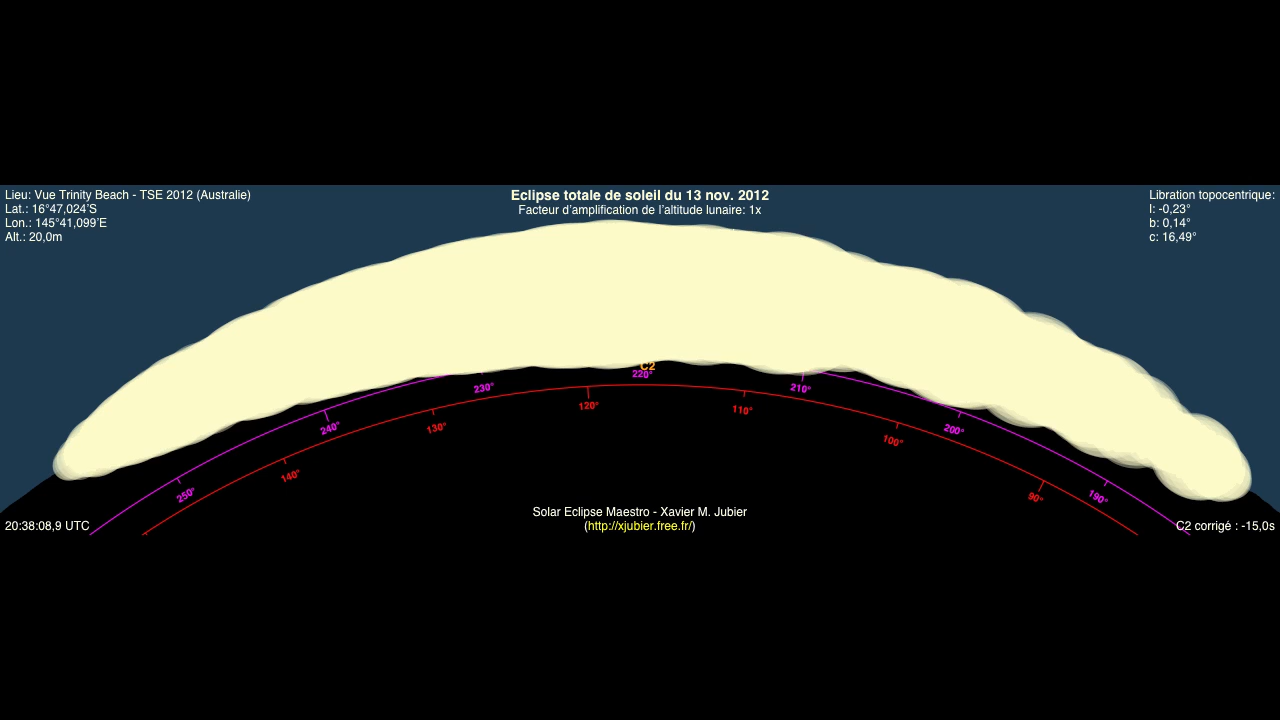 Lieu: Vue Trinity Beach - TSE 2012 (Australie)
Lat.: 16°47,024'S
Lon.: 145°41,099'E
Alt.: 20,0m
Eclipse totale de soleil du 13 nov. 2012
Facteur d'amplification de l'altitude lunaire: 1x
Libration topocentrique:
l: -0,23°
b: 0,14°
c: 16,49°
C2
250° 240° 230° 220° 210° 200° 190°
140° 130° 120° 110° 100° 90°
Solar Eclipse Maestro - Xavier M. Jubier
(http://xjubier.free.fr/)
20:38:08,9 UTC
C2 corrigé : -15,0s